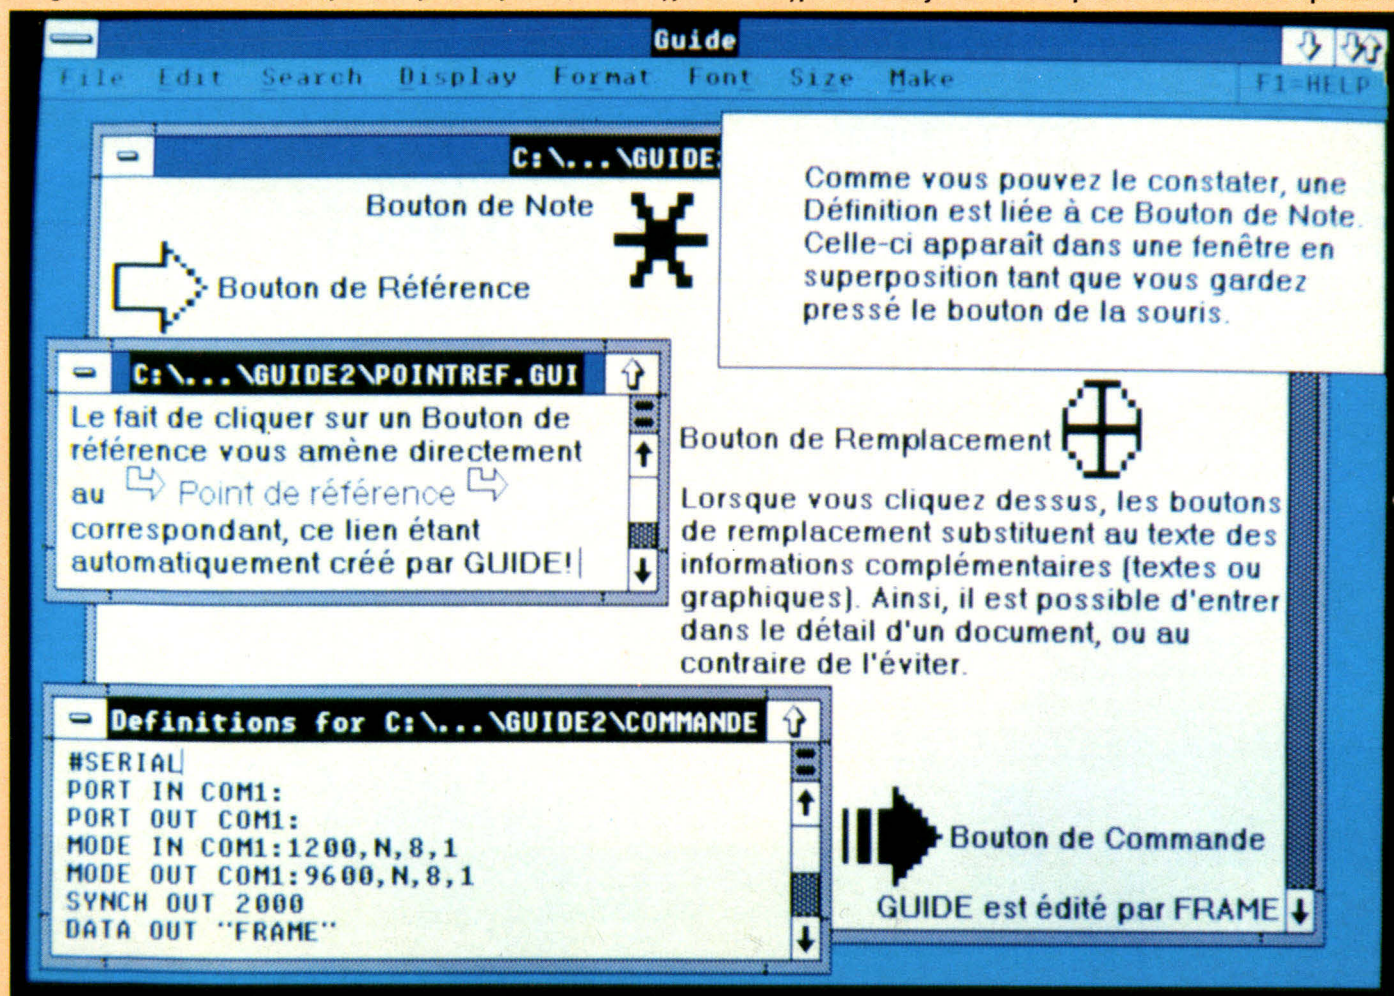 Guide
File Edit Search Display Format Font Size Make F1=HELP
C:\...\GUIDE2
Bouton de Note
Bouton de Référence
Comme vous pouvez le constater, une
Définition est liée à ce Bouton de Note.
Celle-ci apparaît dans une fenêtre en
superposition tant que vous gardez
pressé le bouton de la souris.
C:\...\GUIDE2\POINTREF.GUI
Le fait de cliquer sur un Bouton de
référence vous amène directement
au Point de référence
correspondant, ce lien étant
automatiquement créé par GUIDE!
Bouton de Remplacement
Lorsque vous cliquez dessus, les boutons
de remplacement substituent au texte des
informations complémentaires (textes ou
graphiques). Ainsi, il est possible d'entrer
dans le détail d'un document, ou au
contraire de l'éviter.
Definitions for C:\...\GUIDE2\COMMANDE
#SERIAL
PORT IN COM1:
PORT OUT COM1:
MODE IN COM1:1200,N,8,1
MODE OUT COM1:9600,N,8,1
SYNCH OUT 2000
DATA OUT "FRAME"
Bouton de Commande
GUIDE est édité par FRAME